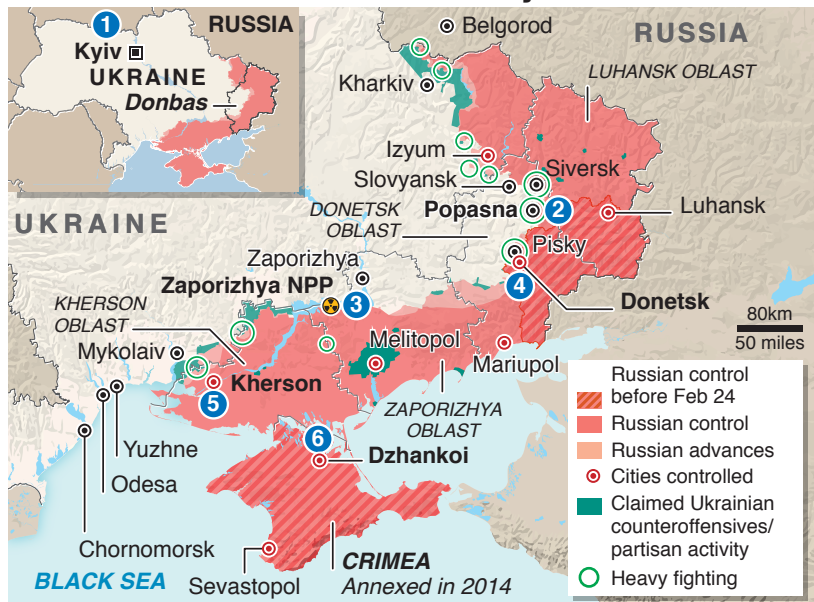 RUSSIA
1
Kyiv
UKRAINE
Donbas
Belgorod
RUSSIA
LUHANSK OBLAST
Kharkiv
Izyum
Slovyansk
Siversk
UKRAINE
DONETSK
OBLAST
Popasna
2
Luhansk
Pisky
Zaporizhya
Zaporizhya NPP
3
4
Donetsk
KHERSON
OBLAST
80km
50 miles
Mykolaiv
Melitopol
Mariupol
Kherson
5
ZAPORIZHYA
OBLAST
6
Dzhankoi
Yuzhne
Odesa
Chornomorsk
BLACK SEA
Sevastopol
CRIMEA
Annexed in 2014
Russian control
before Feb 24
Russian control
Russian advances
Cities controlled
Claimed Ukrainian
counteroffensives/
partisan activity
Heavy fighting